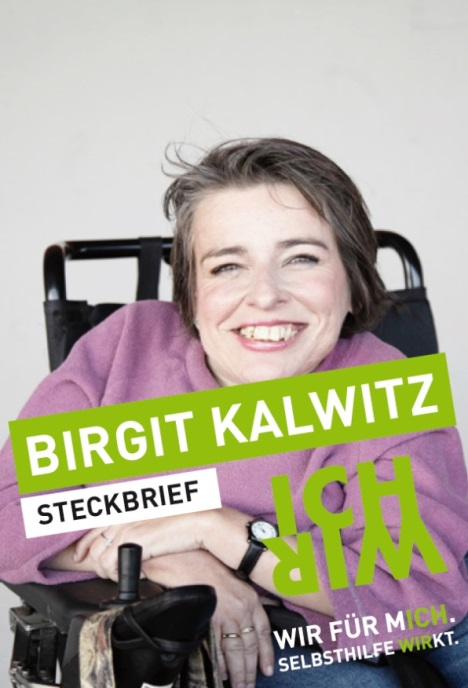 BIRGIT KALWITZ
STECKBRIEF
ICH
WIR
WIR FÜR MICH.
SELBSTHILFE WIRKT.